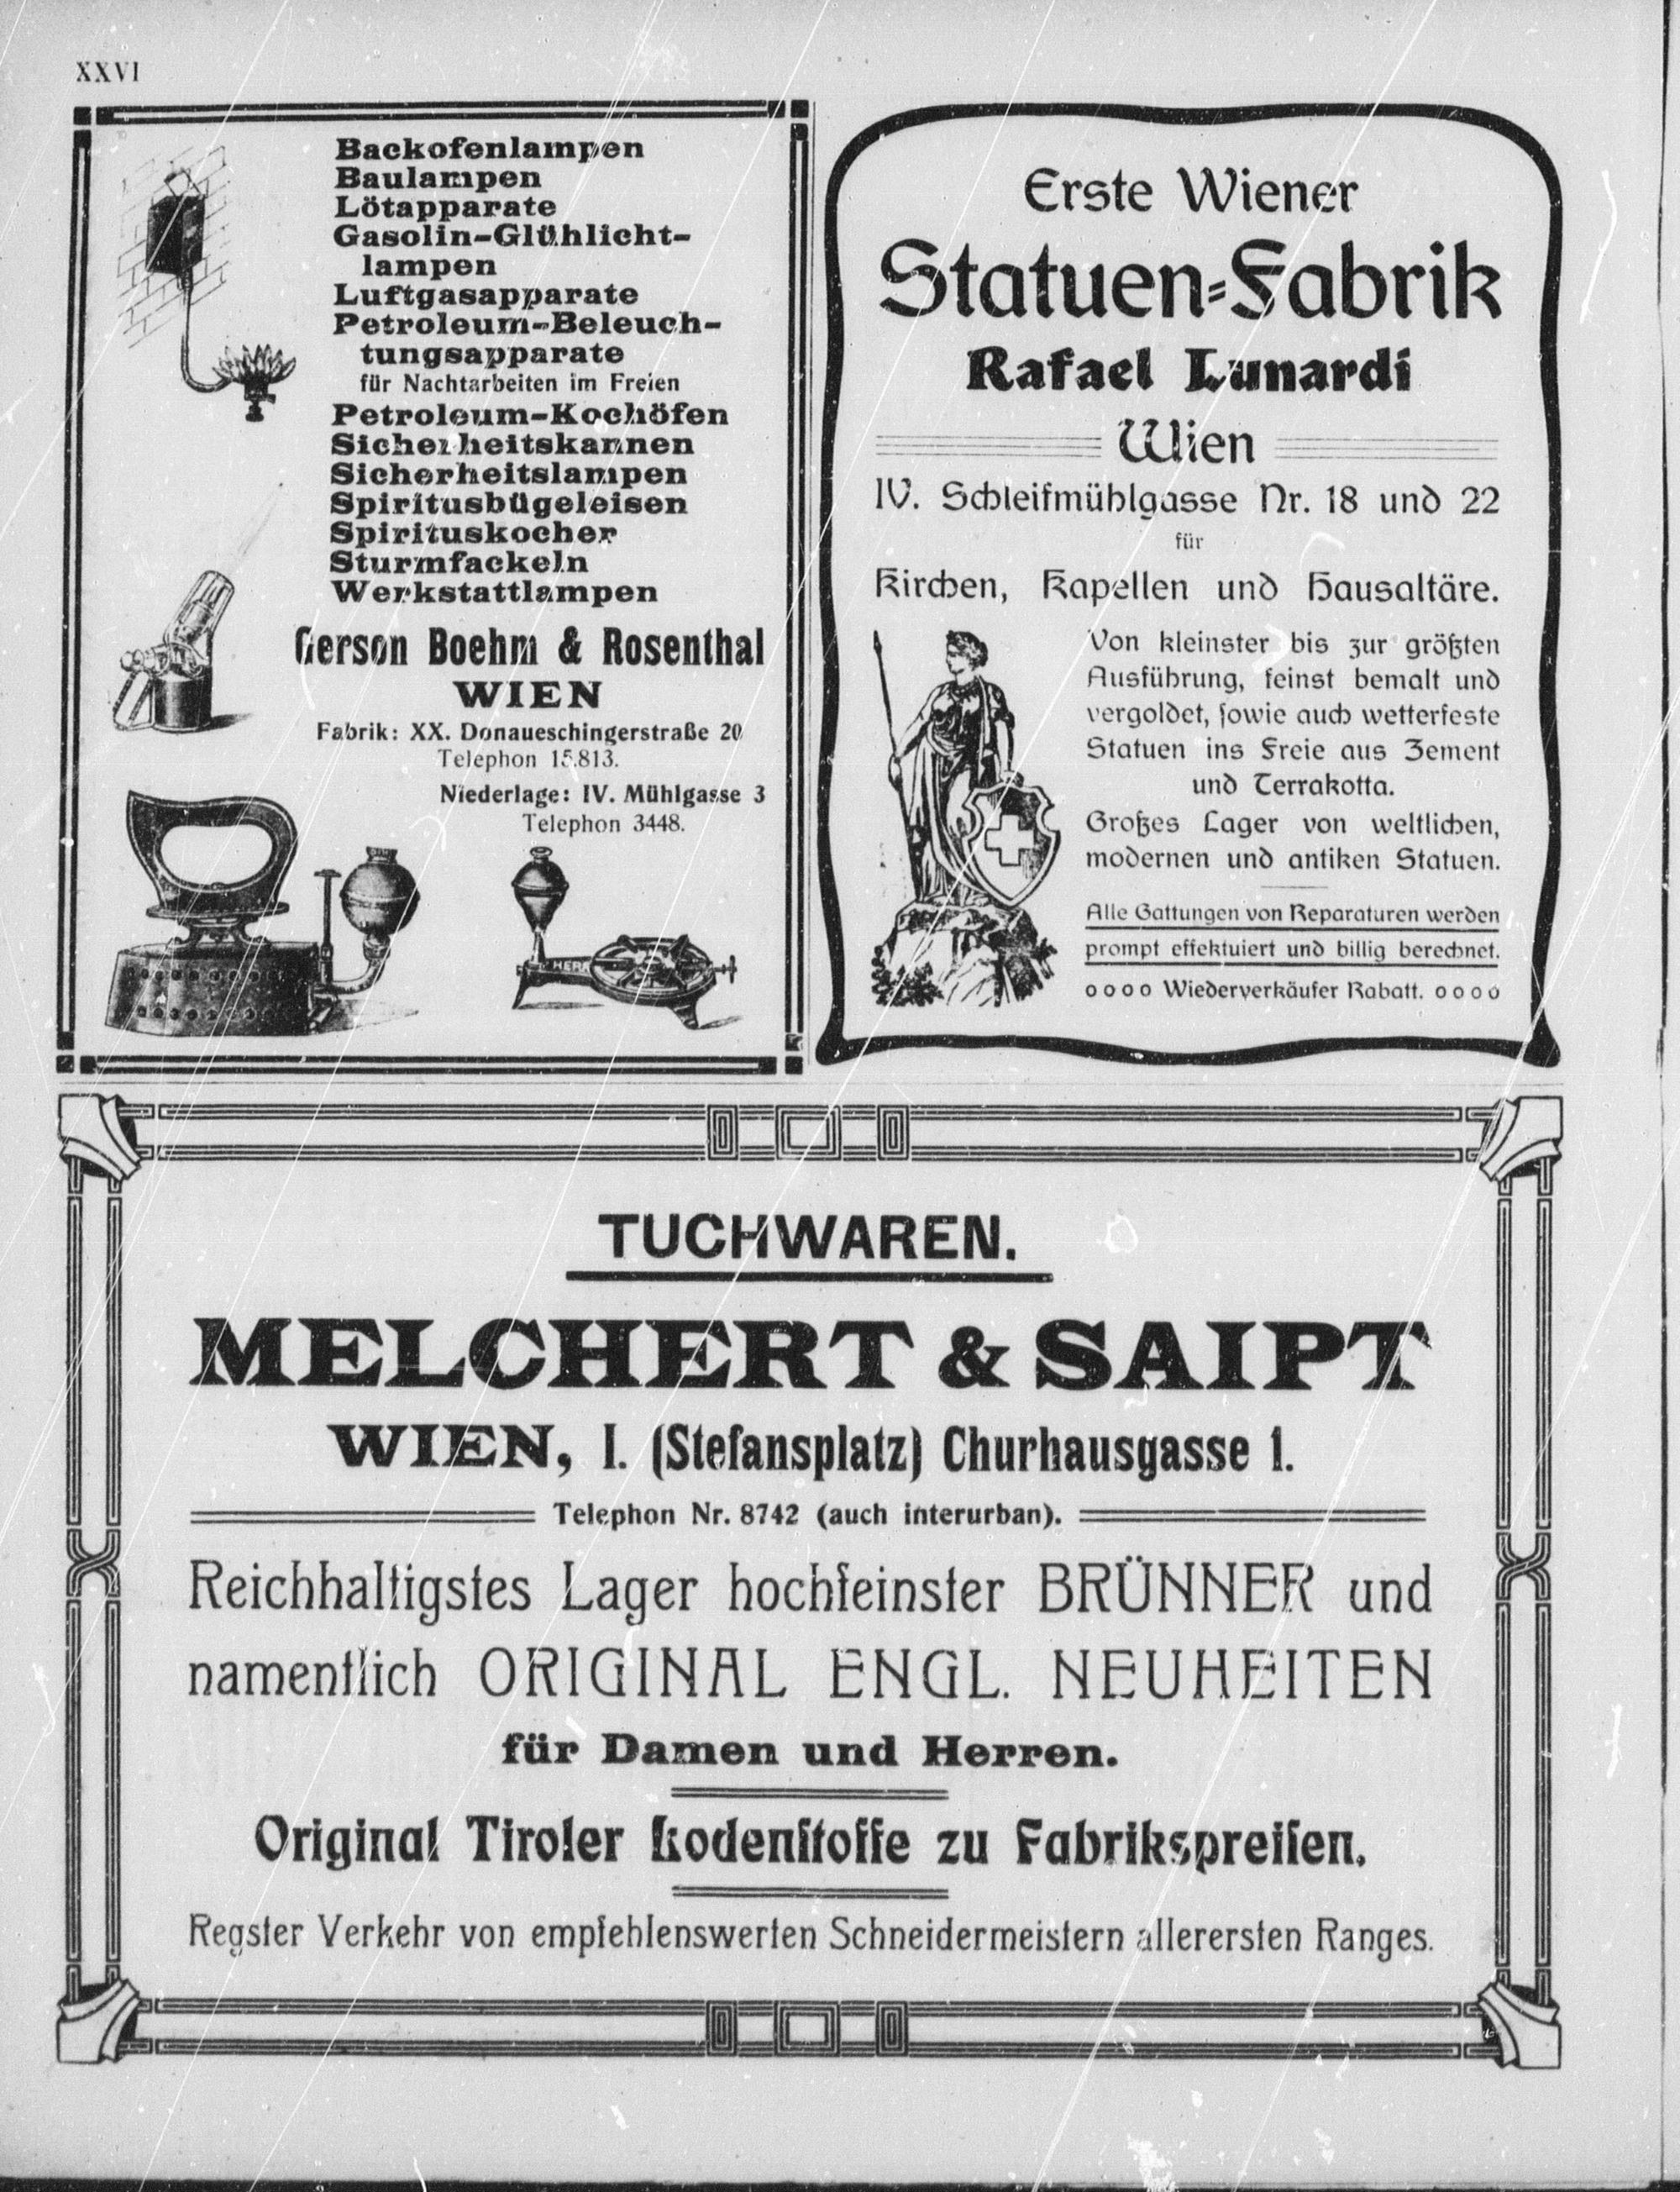 XXVI
Backofenlampen
Baulampen
Lötapparate
Gasolin-Glühlicht-
lampen
Luftgasapparate
Petroleum-Beleuch-
tungsapparate
für Nachtarbeiten im Freien
Petroleum-Kochöfen
Sicherheitskannen
Sicherheitslampen
Spiritusbügeleisen
Spirituskocher
Sturmfackeln
Werkstattlampen
Gerson Boehm & Rosenthal
WIEN
Fabrik: XX. Donaueschingerstraße 20
Telephon 15.813.
Niederlage: IV. Mühlgasse 3
Telephon 3448.
Erste Wiener
Statuen-Fabrik
Rafael Lunardi
Wien
IV. Schleifmühlgasse Nr. 18 und 22
für
Kirchen, Kapellen und Hausaltäre.
Von kleinster bis zur größten
Ausführung, feinst bemalt und
vergoldet, sowie auch wetterfeste
Statuen ins Freie aus Zement
und Terrakotta.
Großes Lager von weltlichen,
modernen und antiken Statuen.
Alle Gattungen von Reparaturen werden
prompt effektuiert und billig berechnet.
oooo Wiederverkäufer Rabatt. oooo
TUCHWAREN.
MELCHERT & SAIPT
WIEN, I. (Stefansplatz) Churhausgasse 1.
Telephon Nr. 8742 (auch interurban).
Reichhaltigstes Lager hochfeinster BRÜNNER und
namentlich ORIGINAL ENGL. NEUHEITEN
für Damen und Herren.
Original Tiroler Lodenſtoffe zu Fabrikspreiſen.
Regster Verkehr von empfehlenswerten Schneidermeistern allerersten Ranges.